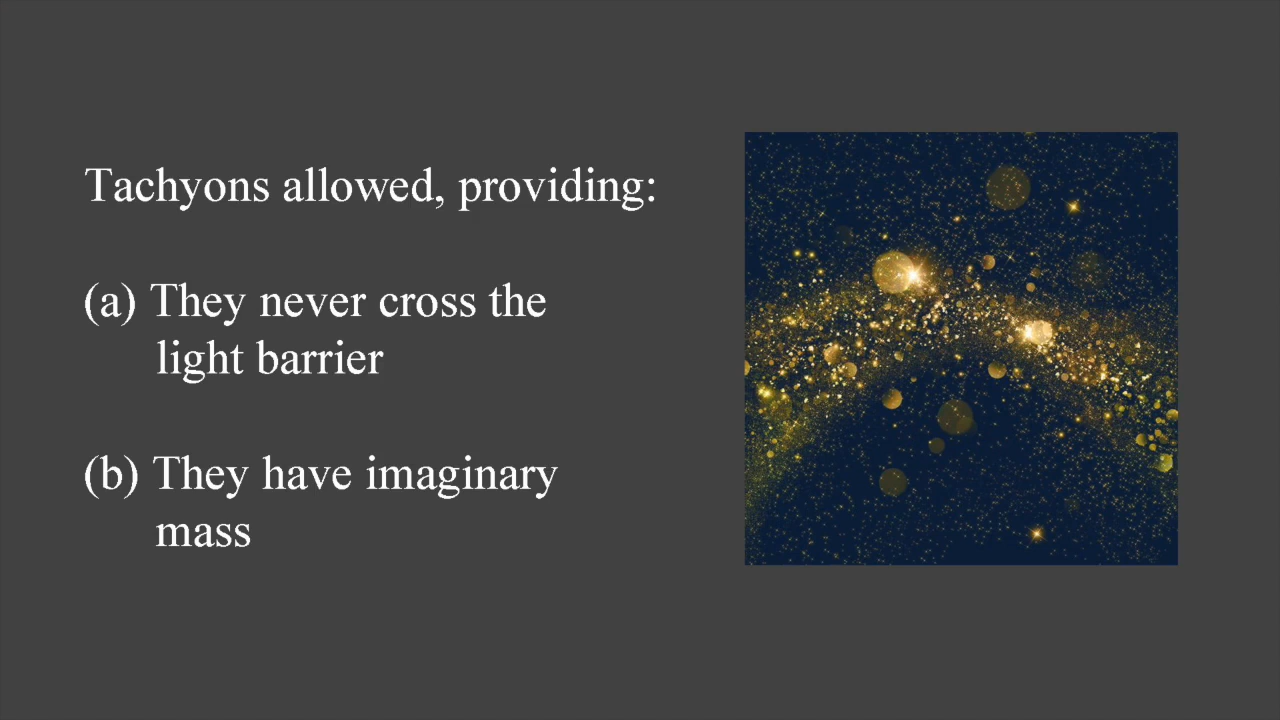 Tachyons allowed, providing:
(a) They never cross the
light barrier
(b) They have imaginary
mass